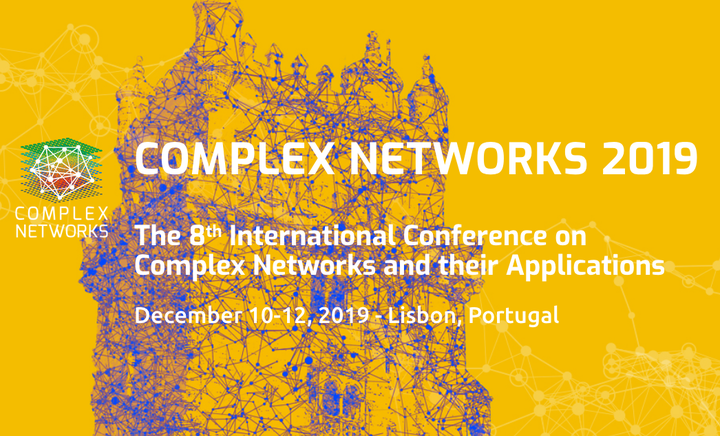 COMPLEX NETWORKS 2019
COMPLEX
NETWORKS
The 8th International Conference on
Complex Networks and their Applications
December 10-12, 2019 - Lisbon, Portugal